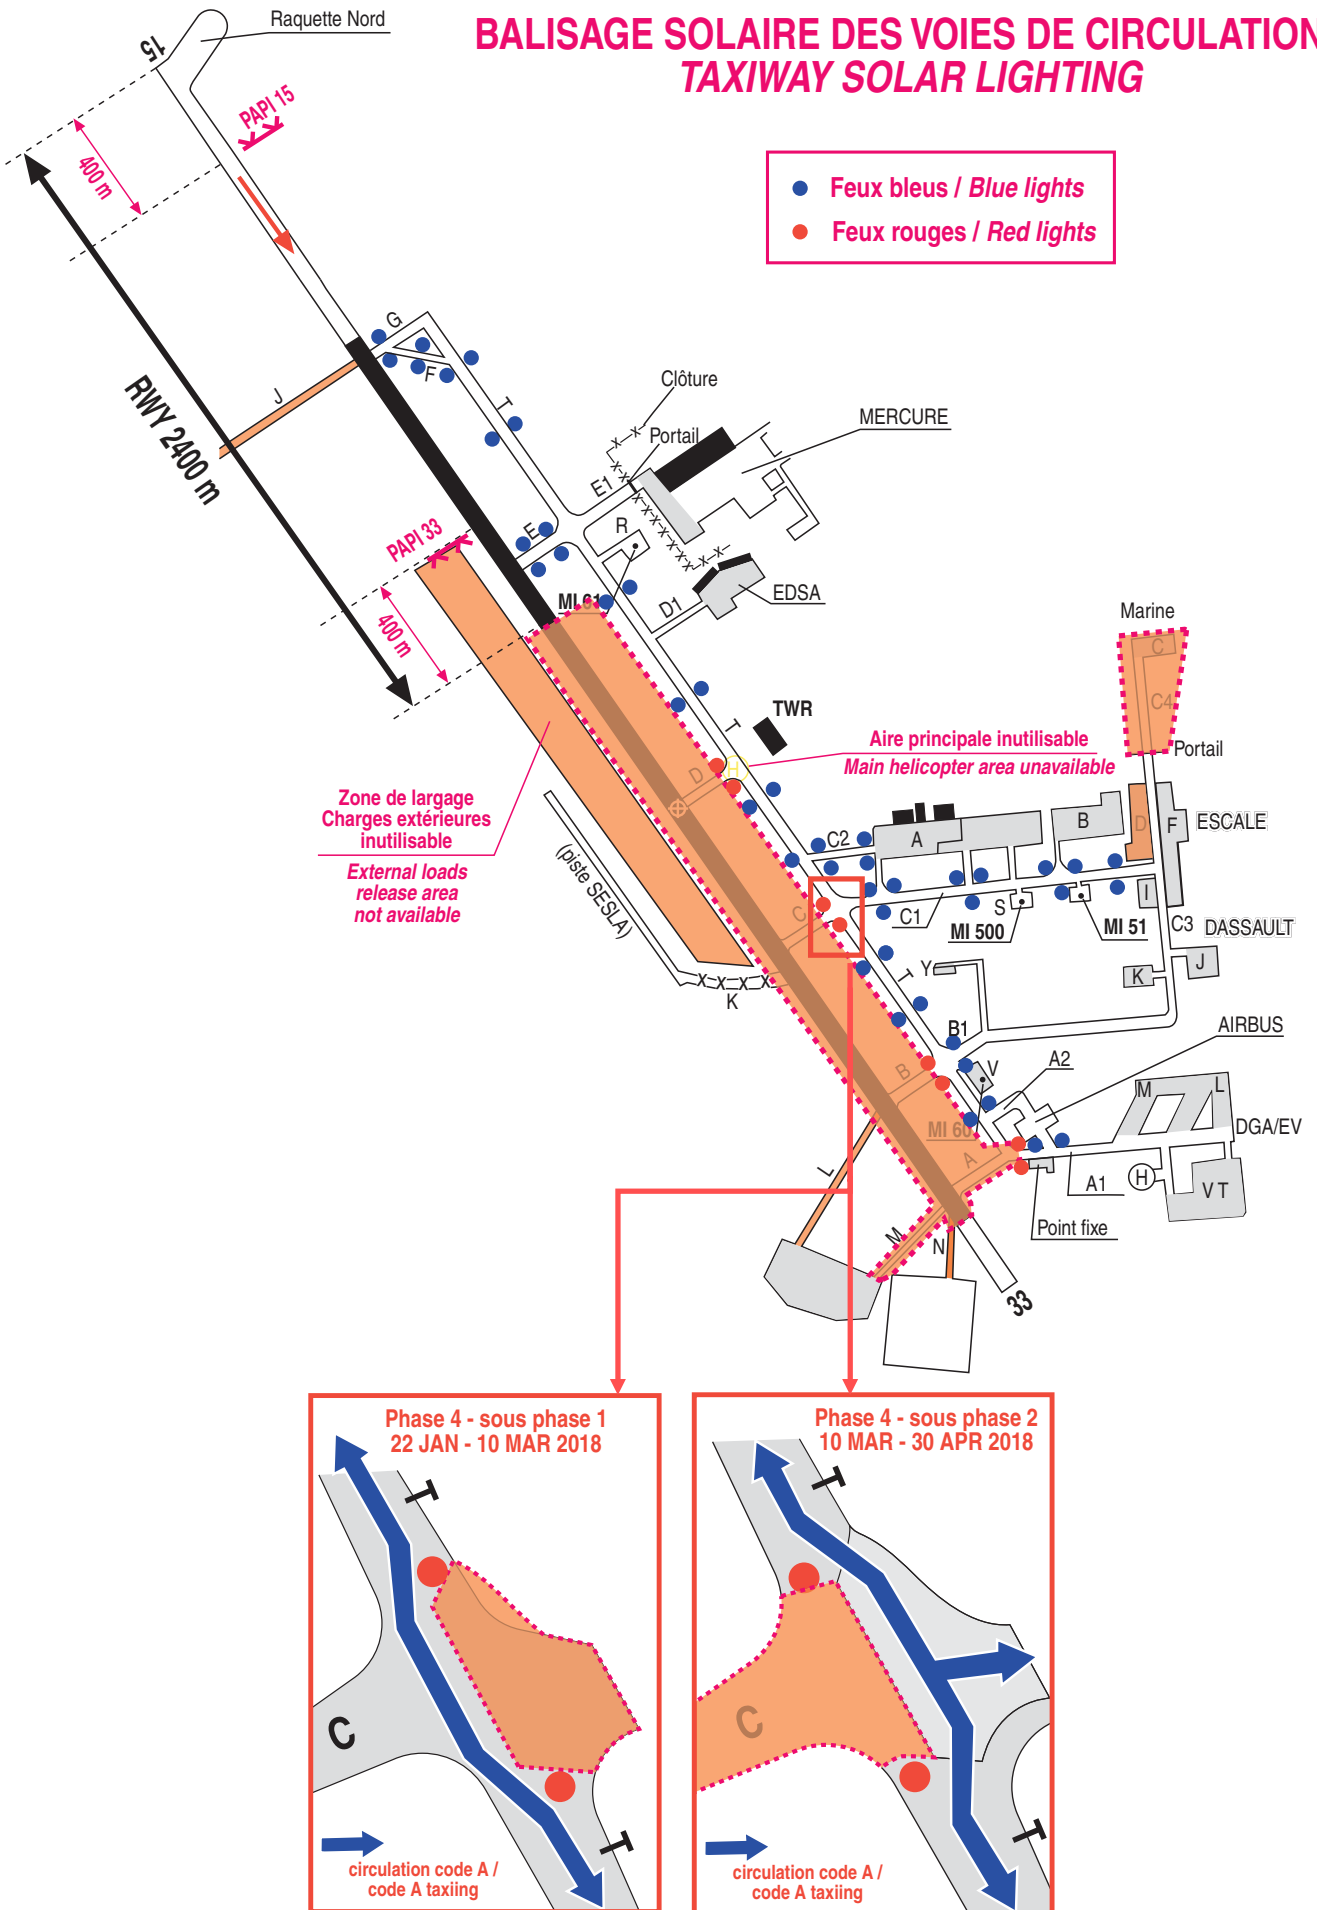 BALISAGE SOLAIRE DES VOIES DE CIRCULATION
TAXIWAY SOLAR LIGHTING
Raquette Nord
15
PAPI 15
400 m
Feux bleus / Blue lights
Feux rouges / Red lights
RWY 2400 m
G
F
J
T
Clôture
Portail
MERCURE
E1
E
R
PAPI 33
400 m
MI 61
D1
EDSA
Marine
C
C4
Portail
TWR
T
Aire principale inutilisable
Main helicopter area unavailable
D
H
Zone de largage
Charges extérieures
inutilisable
External loads
release area
not available
(piste SESLA)
C2
A
B
D
F
ESCALE
C
C1
S
MI 500
MI 51
I
C3
DASSAULT
K
T
Y
K
J
B1
AIRBUS
B
V
A2
M
L
MI 60
DGA/EV
A
A1
H
V T
L
Point fixe
M
N
33
Phase 4 - sous phase 1
22 JAN - 10 MAR 2018
T
C
T
circulation code A /
code A taxiing
Phase 4 - sous phase 2
10 MAR - 30 APR 2018
T
C
T
circulation code A /
code A taxiing